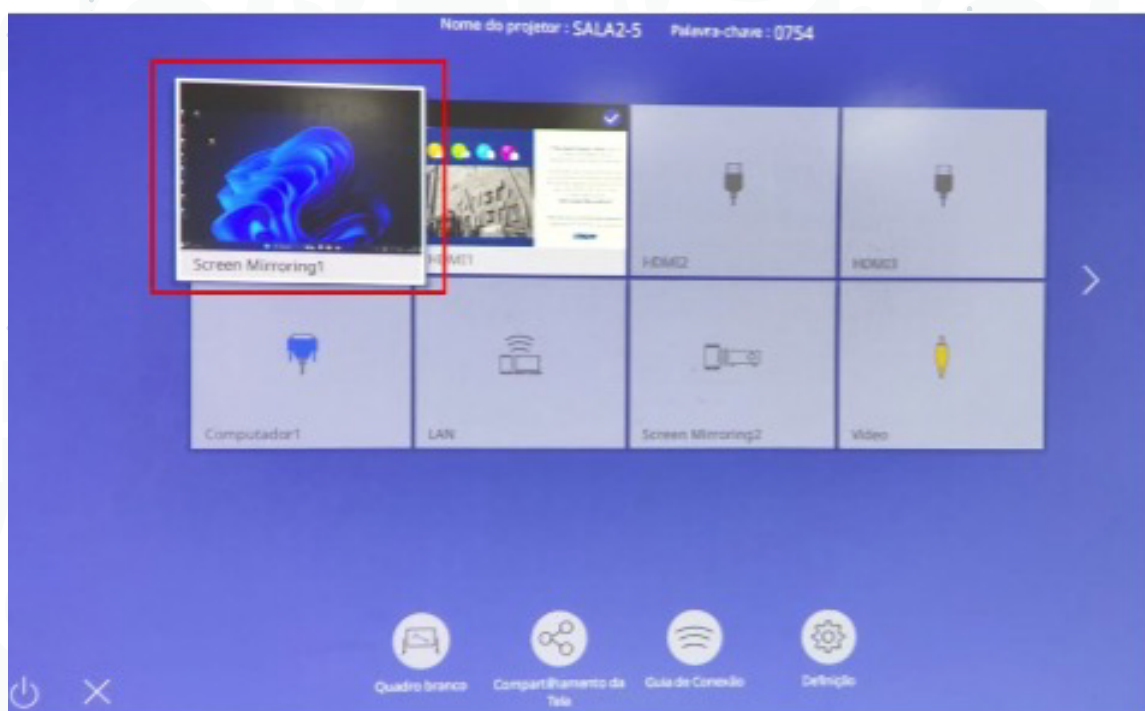 Nome do projetor : SALA2-5 Palavra-chave : 0754
Screen Mirroring1
HDMI1
HDMI2
HDMI3
Computador1
LAN
Screen Mirroring2
Vídeo
Quadro branco
Compartilhamento da
Tela
Guia de Conexão
Definição